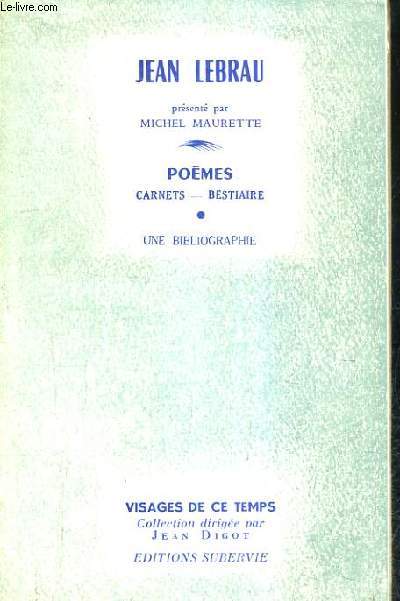 Le-livre.com
JEAN LEBRAU
présenté par
MICHEL MAURETTE
POÈMES
CARNETS — BESTIAIRE
UNE BIBLIOGRAPHIE
VISAGES DE CE TEMPS
Collection dirigée par
JEAN DIGOT
EDITIONS SUBERVIE